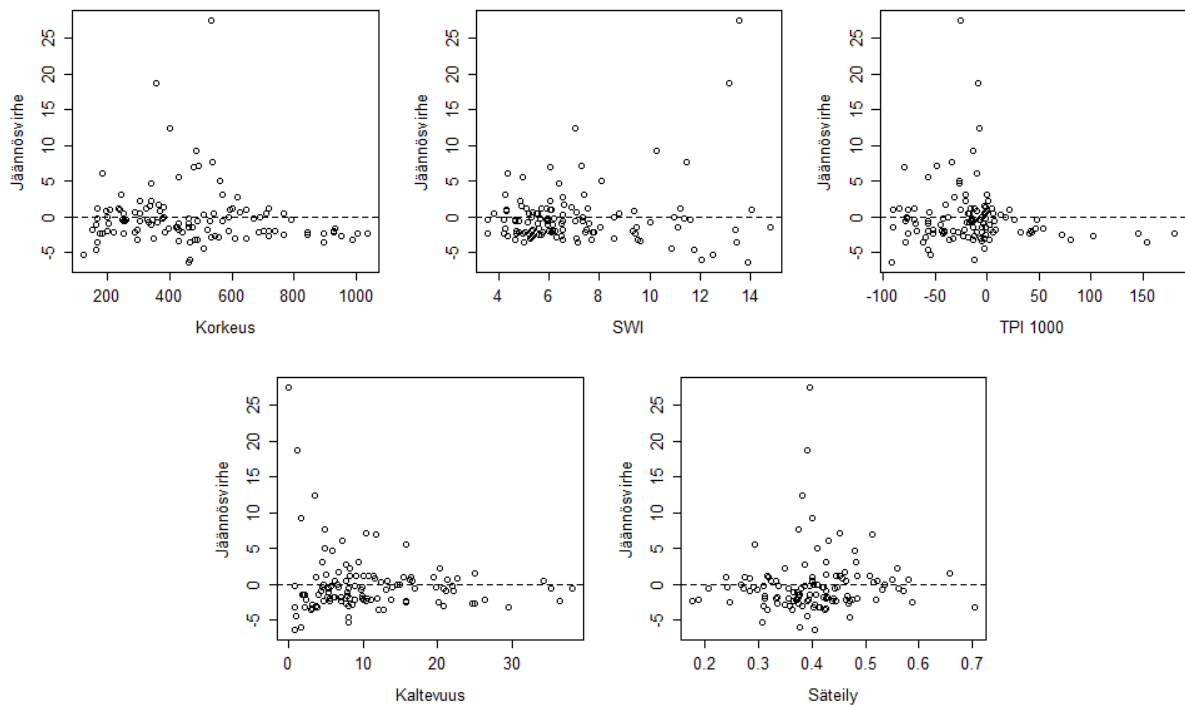 Jäännösvirhe
-5 0 5 10 15 20 25
200 400 600 800 1000
Korkeus
Jäännösvirhe
-5 0 5 10 15 20 25
4 6 8 10 12 14
SWI
Jäännösvirhe
-5 0 5 10 15 20 25
-100 -50 0 50 100 150
TPI 1000
Jäännösvirhe
-5 0 5 10 15 20 25
0 10 20 30
Kaltevuus
Jäännösvirhe
-5 0 5 10 15 20 25
0.2 0.3 0.4 0.5 0.6 0.7
Säteily